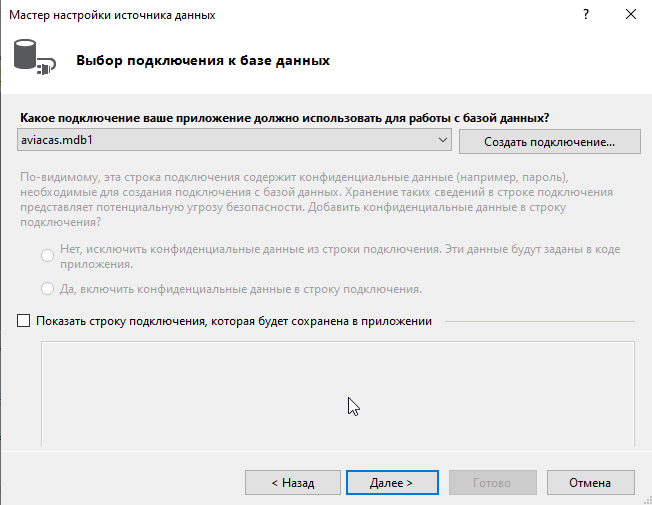 Мастер настройки источника данных
Выбор подключения к базе данных
Какое подключение ваше приложение должно использовать для работы с базой данных?
aviacas.mdb1
Создать подключение...
По-видимому, эта строка подключения содержит конфиденциальные данные (например, пароль),
необходимые для создания подключения с базой данных. Хранение таких сведений в строке подключения
представляет потенциальную угрозу безопасности. Добавить конфиденциальные данные в строку
подключения?
Нет, исключить конфиденциальные данные из строки подключения. Эти данные будут заданы в коде
приложения.
Да, включить конфиденциальные данные в строку подключения.
Показать строку подключения, которая будет сохранена в приложении
< Назад
Далее >
Готово
Отмена